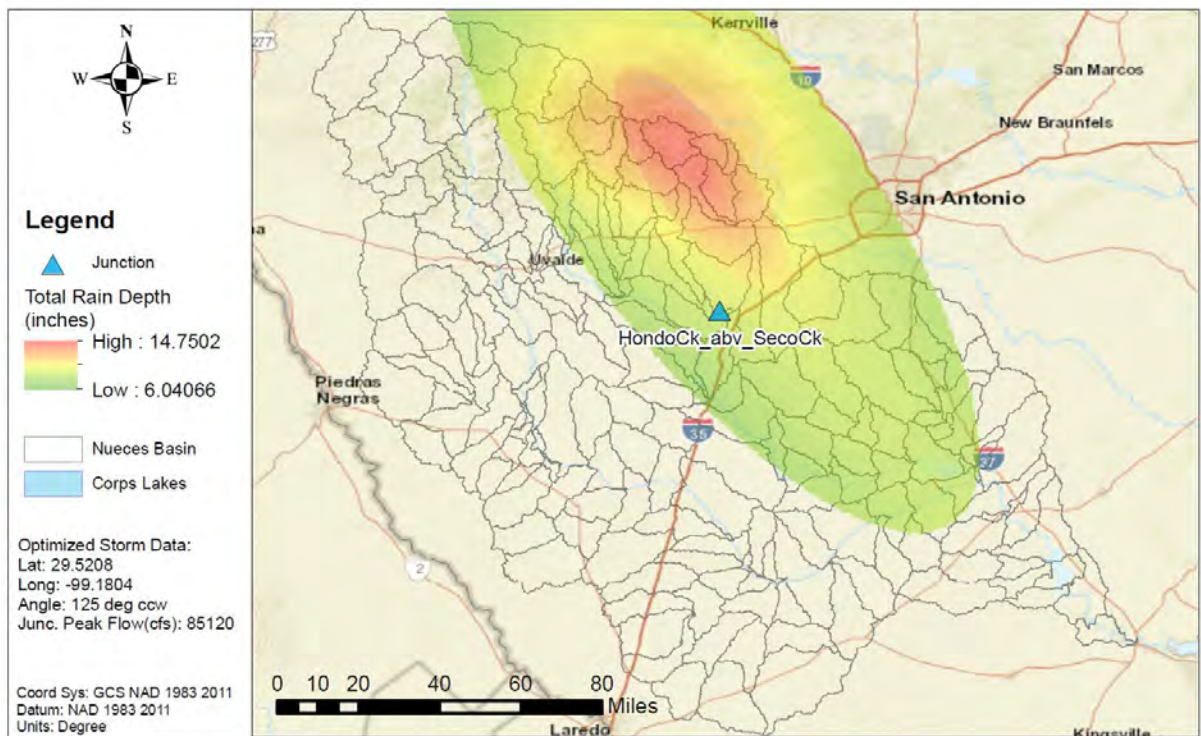 N
W E
S
Legend
Junction
Total Rain Depth
(inches)
High : 14.7502
Low : 6.04066
Nueces Basin
Corps Lakes
Optimized Storm Data:
Lat: 29.5208
Long: -99.1804
Angle: 125 deg ccw
Junc. Peak Flow(cfs): 85120
Coord Sys: GCS NAD 1983 2011
Datum: NAD 1983 2011
Units: Degree
277
Kerrville
10
San Marcos
New Braunfels
San Antonio
na
Uvalde
HondoCk_abv_SecoCk
Piedras
Negras
35
37
2
0 10 20 40 60 80
Miles
Laredo
Kingsville